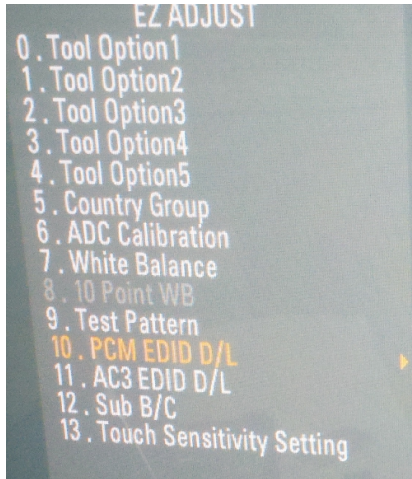 EZ ADJUST
0 . Tool Option1
1 . Tool Option2
2 . Tool Option3
3 . Tool Option4
4 . Tool Option5
5 . Country Group
6 . ADC Calibration
7 . White Balance
8 . 10 Point WB
9 . Test Pattern
10 . PCM EDID D/L
11 . AC3 EDID D/L
12 . Sub B/C
13 . Touch Sensitivity Setting